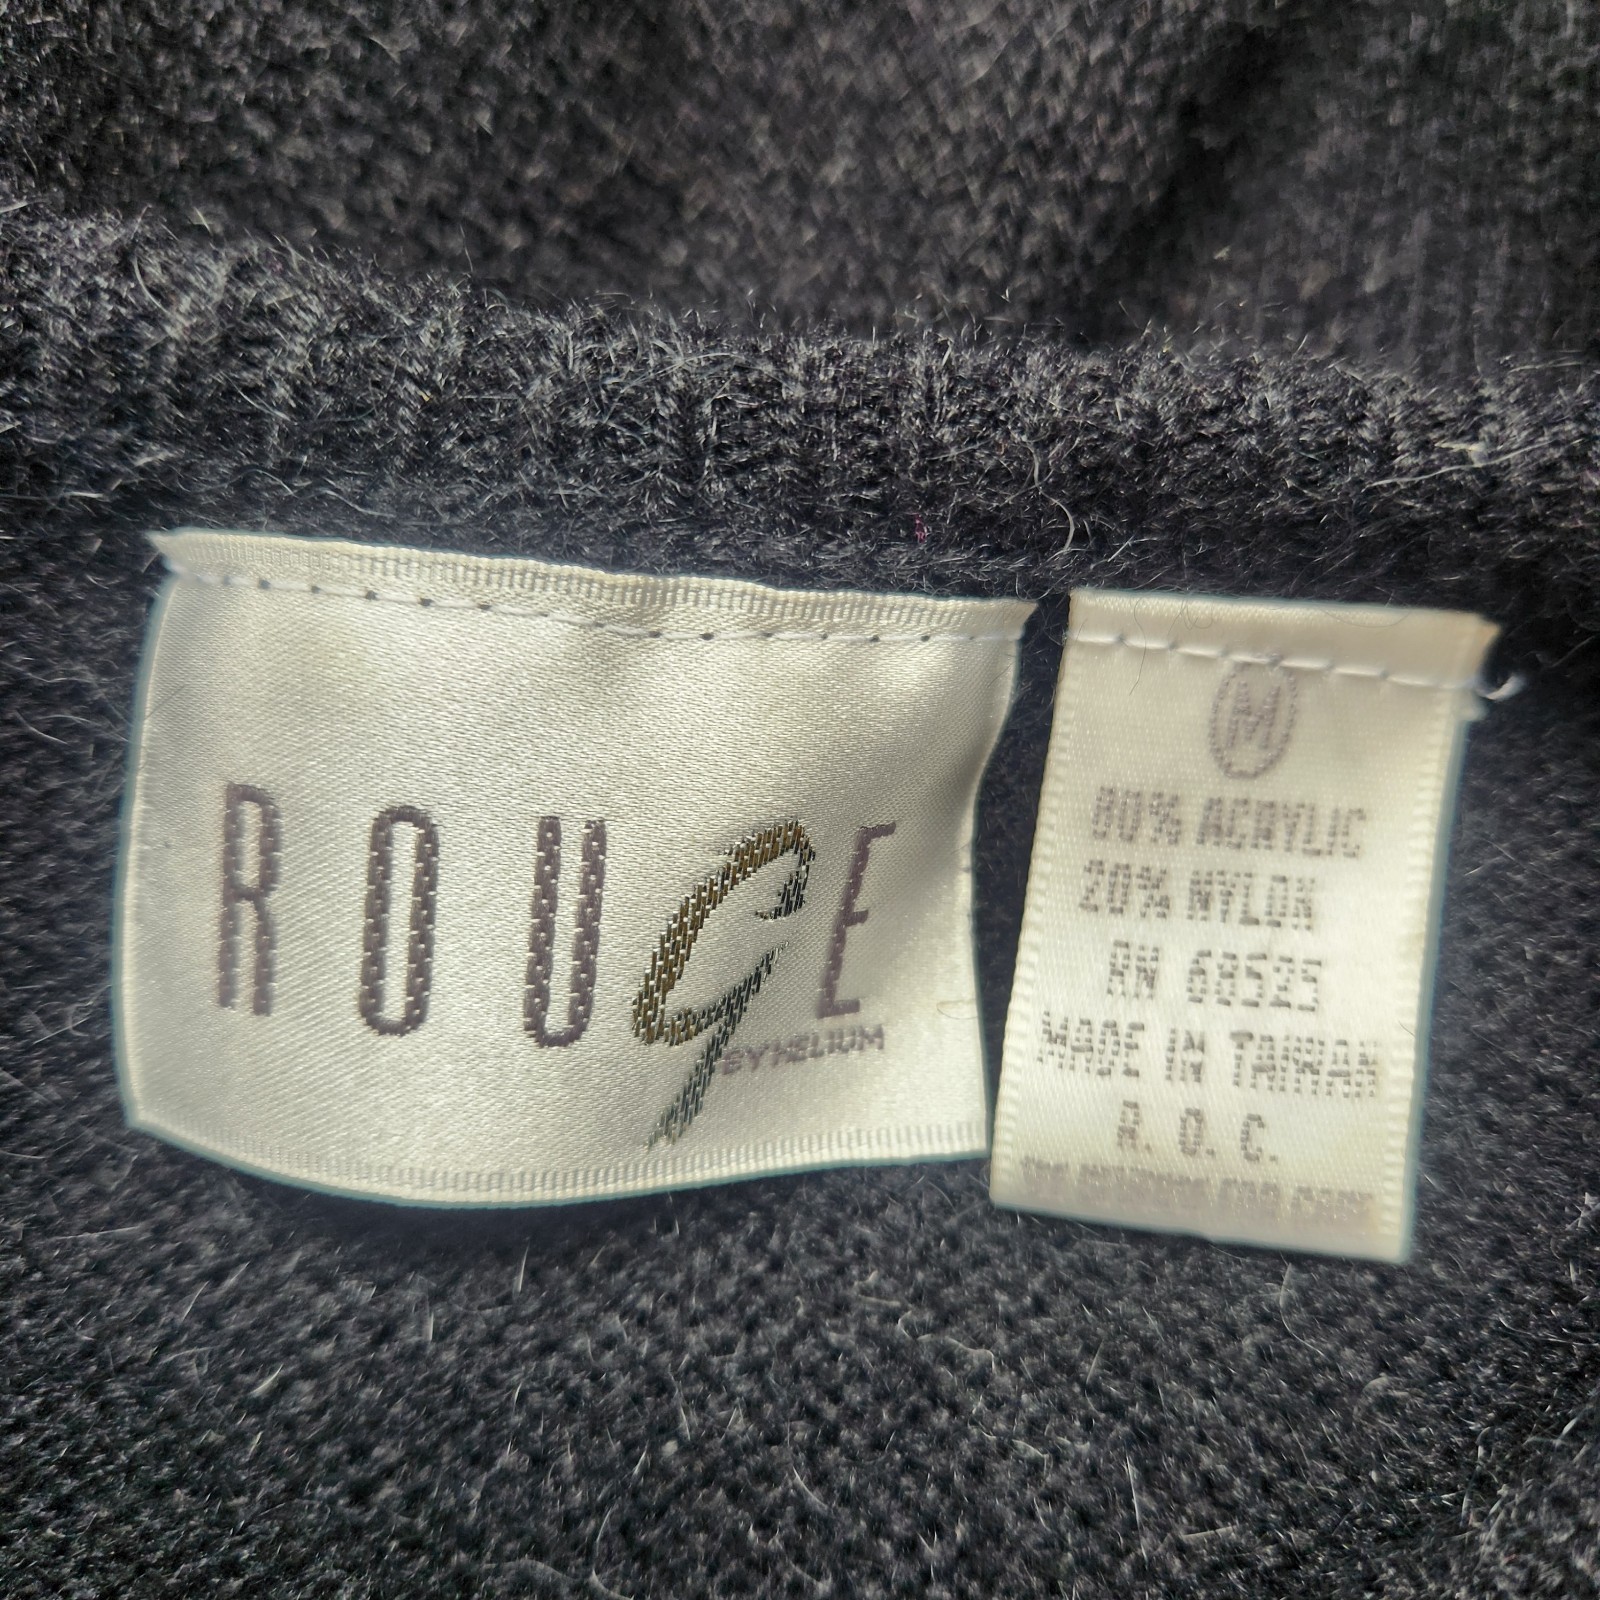 ROUGE
BY HELIUM
M
80% ACRYLIC
20% NYLON
RN 68525
MADE IN TAIWAN
R. O. C.